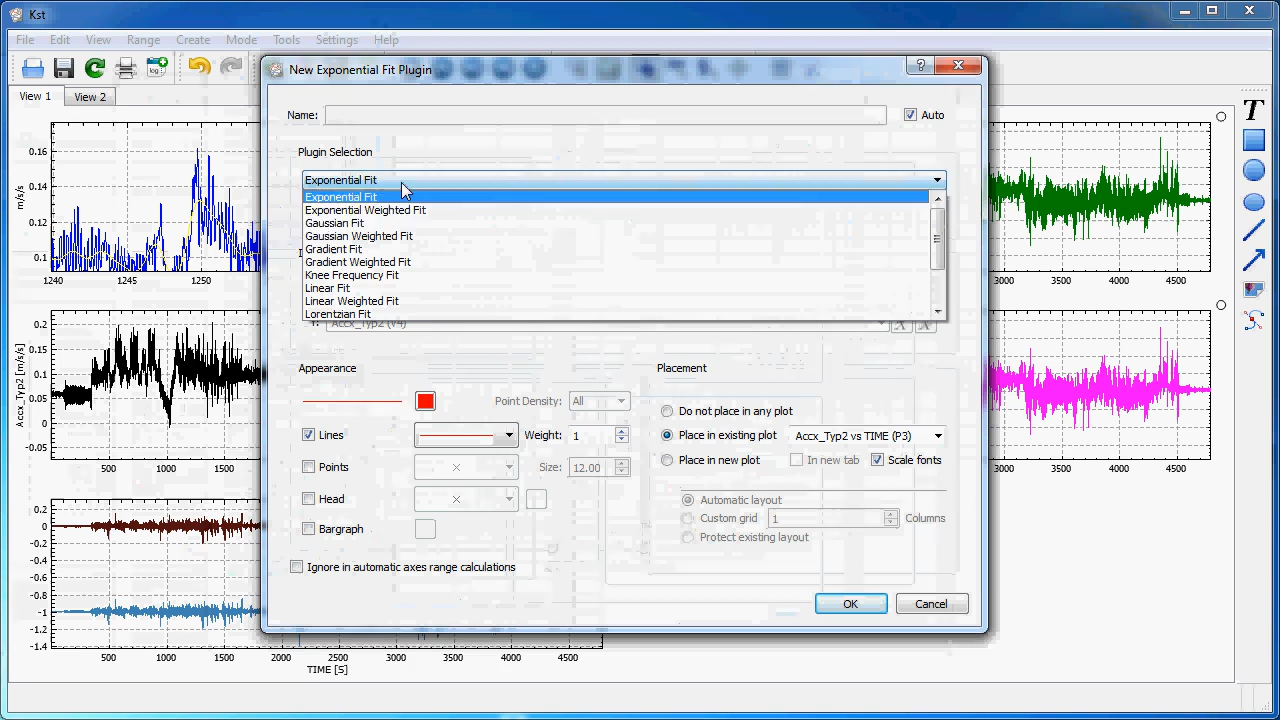 Kst
File Edit View Range Create Mode Tools Settings Help
View 1 View 2
New Exponential Fit Plugin
Name: Auto
Plugin Selection
Exponential Fit
Exponential Fit
Exponential Weighted Fit
Gaussian Fit
Gaussian Weighted Fit
Gradient Fit
Gradient Weighted Fit
Knee Frequency Fit
Linear Fit
Linear Weighted Fit
Lorentzian Fit
Accx_Typ2 (V4)
Appearance
Point Density: All
Lines Weight: 1
Points Size: 12.00
Head
Bargraph
Ignore in automatic axes range calculations
Placement
Do not place in any plot
Place in existing plot Accx_Typ2 vs TIME (P3)
Place in new plot In new tab Scale fonts
Automatic layout
Custom grid 1 Columns
Protect existing layout
OK Cancel
0.16
0.14
0.12
0.1
m/s/s
1240 1245 1250
0.2
0.15
0.1
0.05
0
-0.05
Accx_Typ2 [m/s/s]
500 1000 1500
0.2
0
-0.2
-0.4
-0.6
-0.8
-1
-1.2
-1.4
500 1000 1500 2000 2500 3000 3500 4000 4500
TIME [S]
3000 3500 4000 4500
3000 3500 4000 4500
T